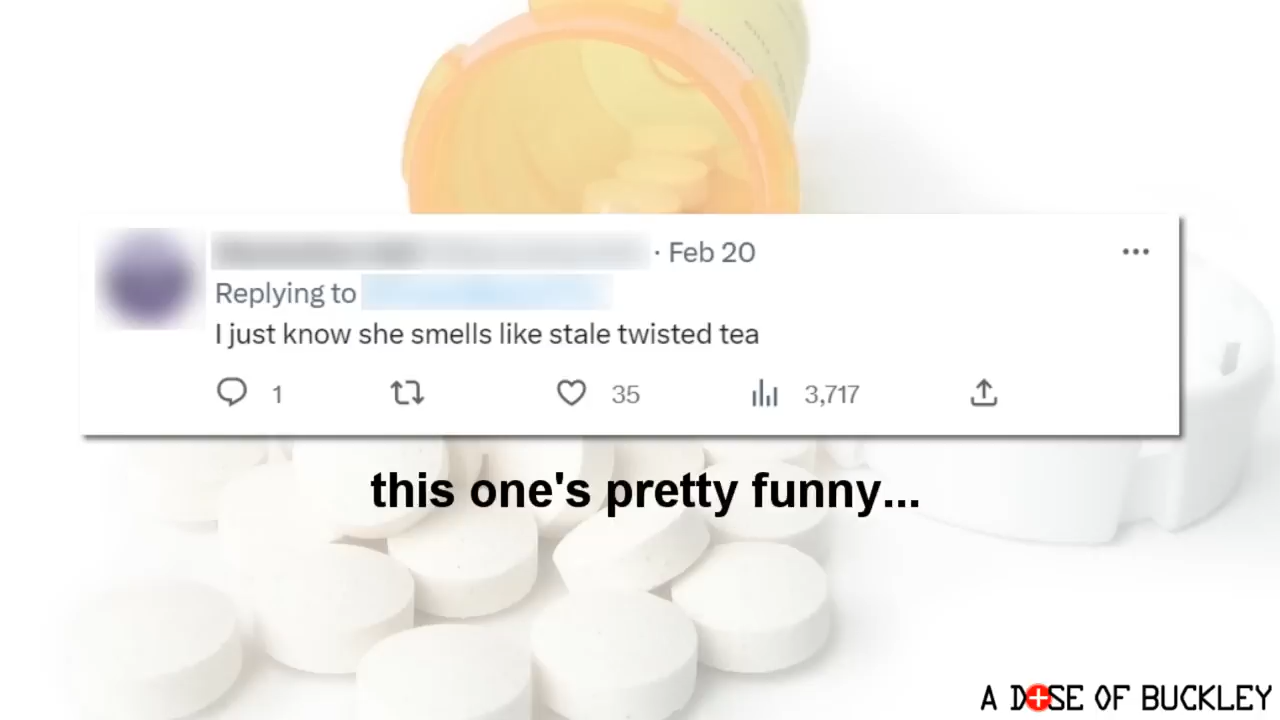 · Feb 20
Replying to
I just know she smells like stale twisted tea
1
35
3,717
this one's pretty funny...
A DOSE OF BUCKLEY